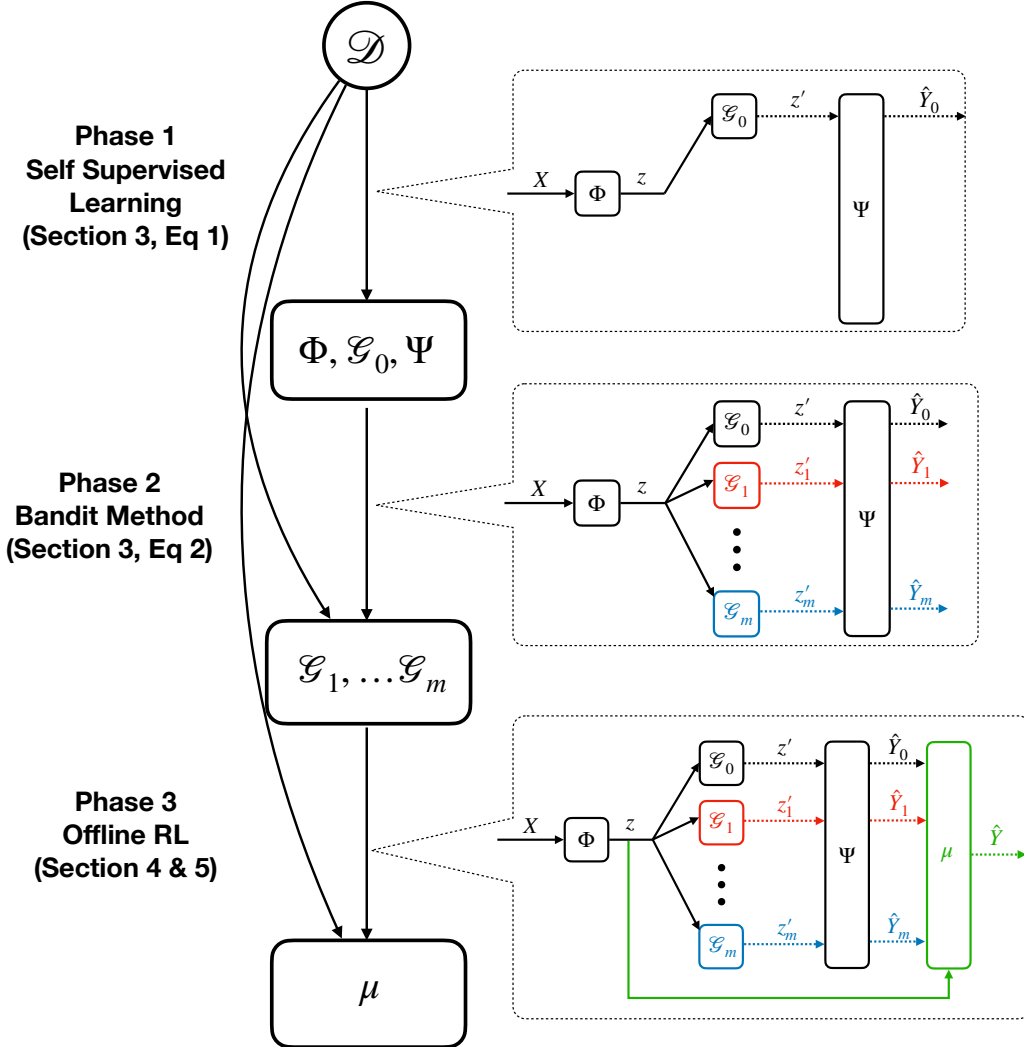 𝒟
Phase 1
Self Supervised
Learning
(Section 3, Eq 1)
X
Φ
z
𝒢₀
z′
Ψ
Ŷ₀
Φ, 𝒢₀, Ψ
Phase 2
Bandit Method
(Section 3, Eq 2)
X
Φ
z
𝒢₀
z′
Ŷ₀
𝒢₁
z′₁
Ŷ₁
Ψ
𝒢ₘ
z′ₘ
Ŷₘ
𝒢₁, …𝒢ₘ
Phase 3
Offline RL
(Section 4 & 5)
X
Φ
z
𝒢₀
z′
Ŷ₀
𝒢₁
z′₁
Ŷ₁
Ψ
μ
Ŷ
𝒢ₘ
z′ₘ
Ŷₘ
μ